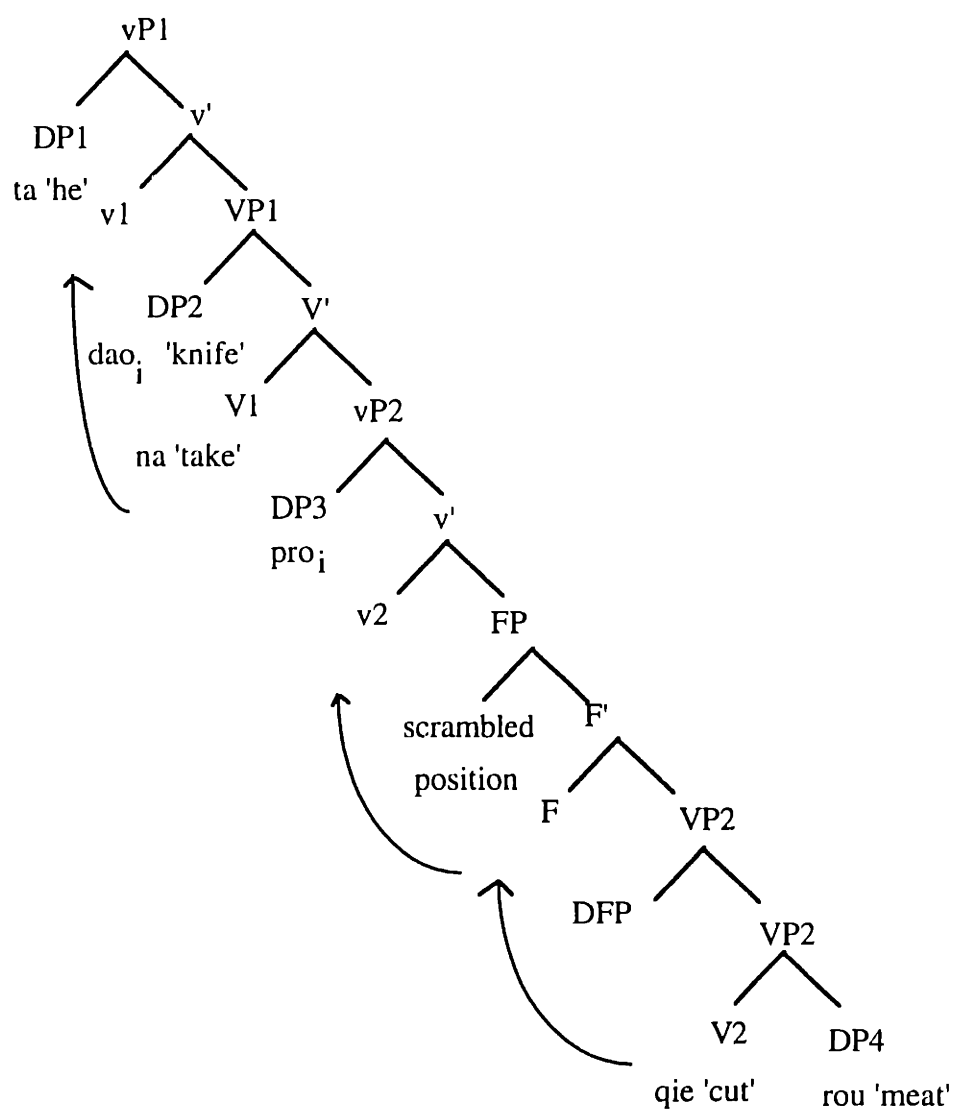 vP1
DP1 v'
ta 'he' v1 VP1
DP2 V'
dao i 'knife'
V1 vP2
na 'take'
DP3 v'
pro i
v2 FP
scrambled F'
position
F VP2
DFP VP2
V2 DP4
qie 'cut' rou 'meat'